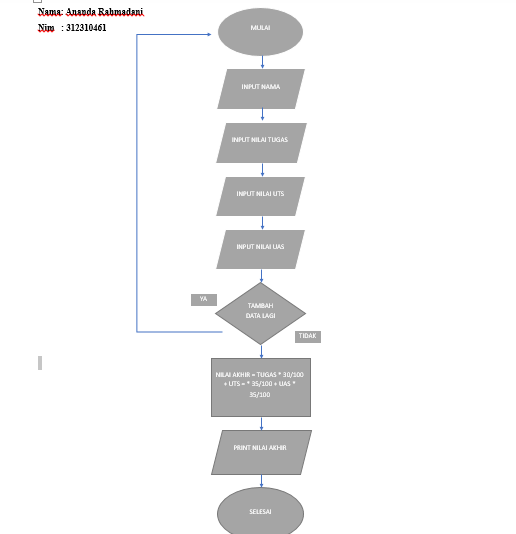 Nama: Ananda Rahmadani
Nim : 312310461
MULAI
INPUT NAMA
INPUT NILAI TUGAS
INPUT NILAI UTS
INPUT NILAI UAS
YA
TAMBAH
DATA LAGI
TIDAK
NILAI AKHIR = TUGAS * 30/100
+ UTS = * 35/100 + UAS *
35/100
PRINT NILAI AKHIR
SELESAI